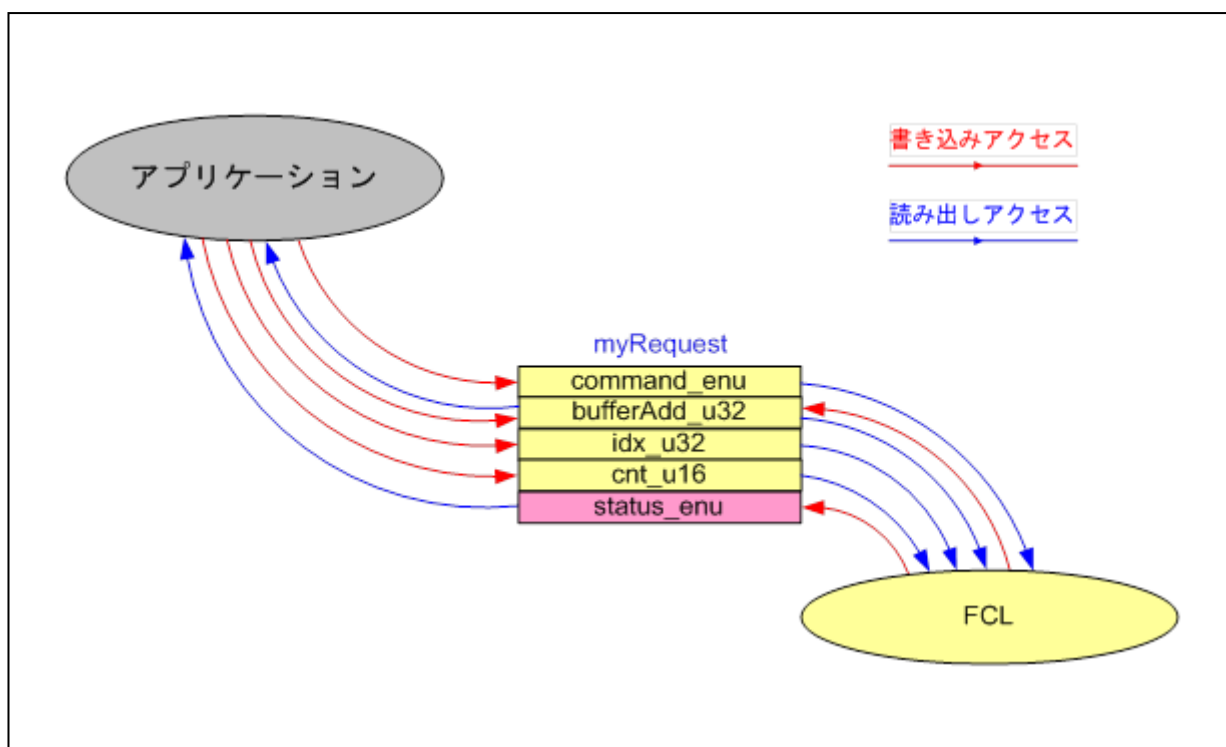 書き込みアクセス
アプリケーション
読み出しアクセス
myRequest
command_enu
bufferAdd_u32
idx_u32
cnt_u16
status_enu
FCL